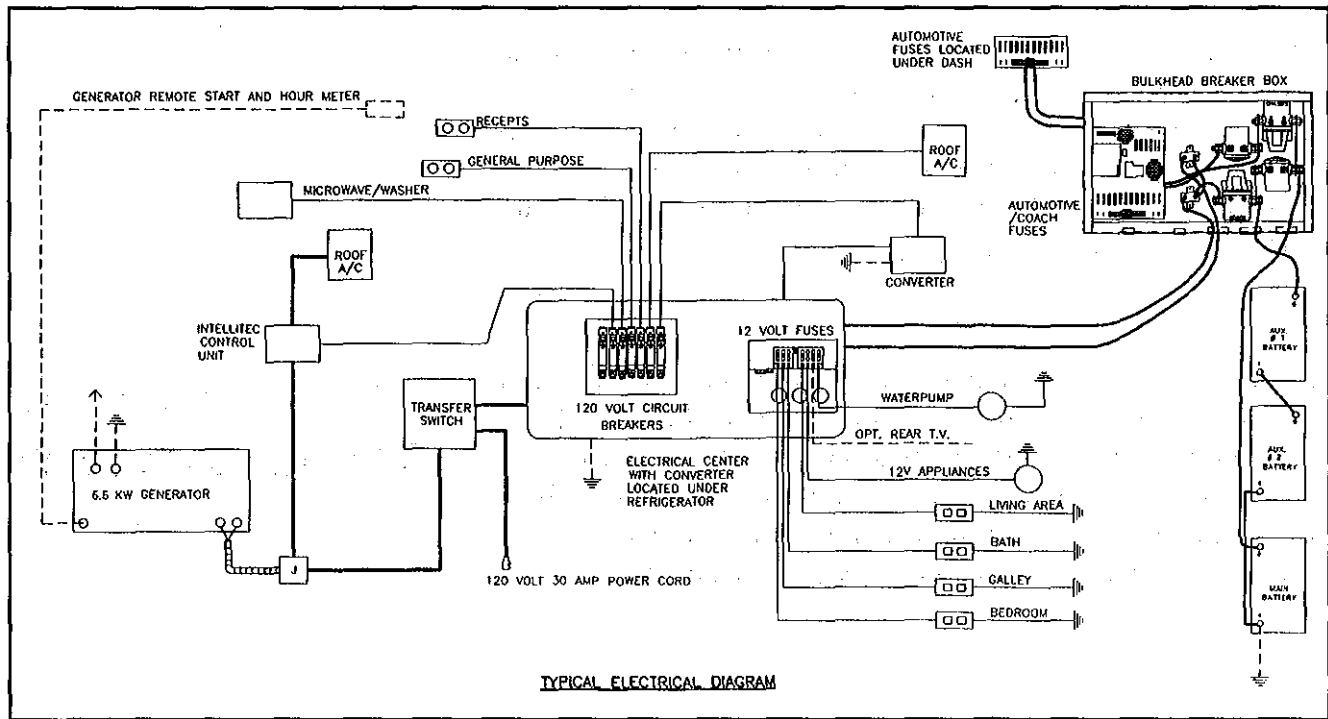 AUTOMOTIVE
FUSES LOCATED
UNDER DASH
BULKHEAD BREAKER BOX
GENERATOR REMOTE START AND HOUR METER
RECEPTS
GENERAL PURPOSE
ROOF
A/C
MICROWAVE/WASHER
AUTOMOTIVE
/COACH
FUSES
ROOF
A/C
CONVERTER
INTELLITEC
CONTROL
UNIT
12 VOLT FUSES
AUX.
# 1
BATTERY
TRANSFER
SWITCH
120 VOLT CIRCUIT
BREAKERS
WATERPUMP
OPT. REAR T.V.
AUX.
# 2
BATTERY
ELECTRICAL CENTER
WITH CONVERTER
LOCATED UNDER
REFRIGERATOR
12V APPLIANCES
6.5 KW GENERATOR
LIVING AREA
BATH
J
120 VOLT 30 AMP POWER CORD
GALLEY
MAIN
BATTERY
BEDROOM
TYPICAL ELECTRICAL DIAGRAM